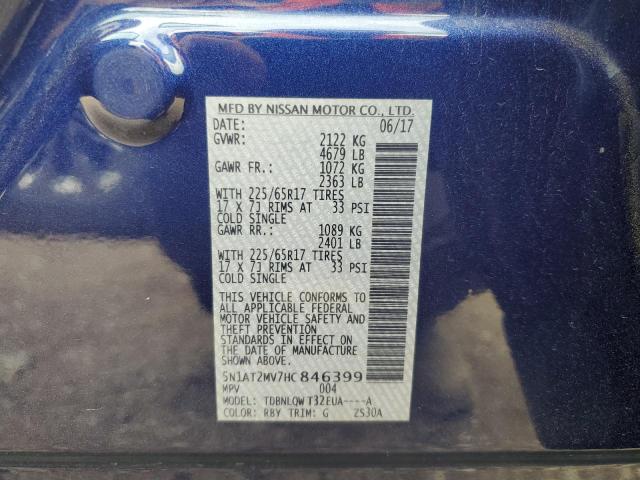 MFD BY NISSAN MOTOR CO., LTD.
DATE: 06/17
GVWR: 2122 KG
4679 LB
GAWR FR.: 1072 KG
2363 LB
WITH 225/65R17 TIRES
17 X 7J RIMS AT 33 PSI
COLD SINGLE
GAWR RR.: 1089 KG
2401 LB
WITH 225/65R17 TIRES
17 X 7J RIMS AT 33 PSI
COLD SINGLE
THIS VEHICLE CONFORMS TO
ALL APPLICABLE FEDERAL
MOTOR VEHICLE SAFETY AND
THEFT PREVENTION
STANDARDS IN EFFECT ON
THE DATE OF MANUFACTURE
SHOWN ABOVE.
5N1AT2MV7HC846399
MPV 004
MODEL: TDBNLQW T32EUA----A
COLOR: RBY TRIM: G 2S30A